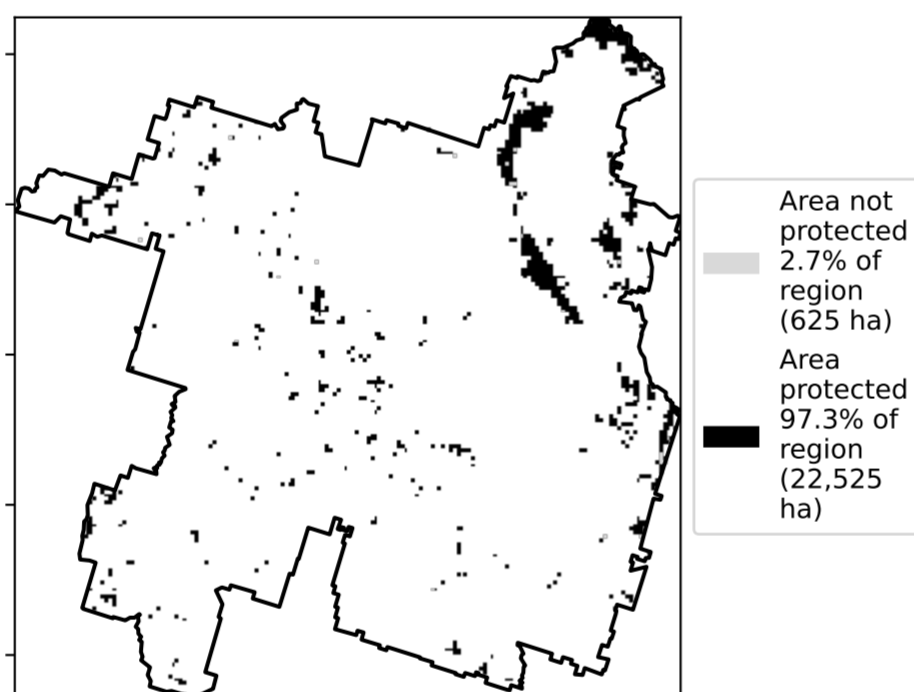 Area not
protected
2.7% of
region
(625 ha)
Area
protected
97.3% of
region
(22,525
ha)